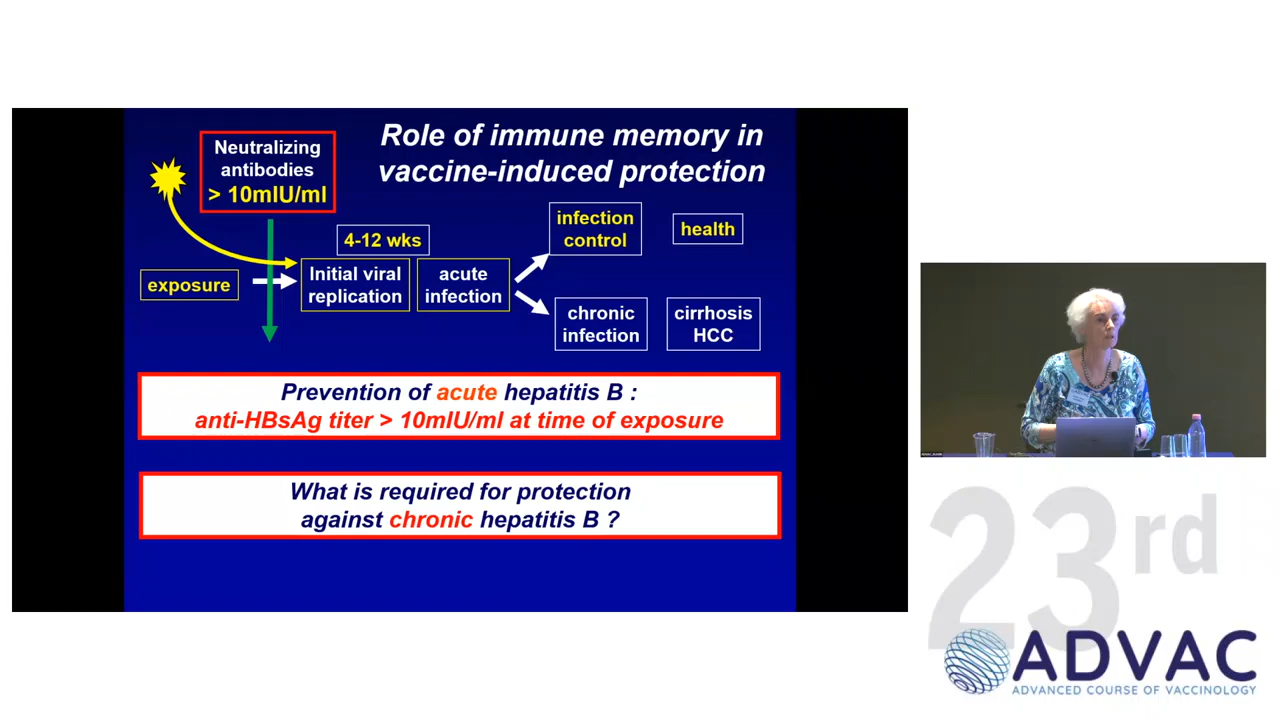 Role of immune memory in
vaccine-induced protection
Neutralizing
antibodies
> 10mIU/ml
4-12 wks
exposure
Initial viral
replication
acute
infection
infection
control
health
chronic
infection
cirrhosis
HCC
Prevention of acute hepatitis B :
anti-HBsAg titer > 10mIU/ml at time of exposure
What is required for protection
against chronic hepatitis B ?
23rd
ADVAC
ADVANCED COURSE OF VACCINOLOGY